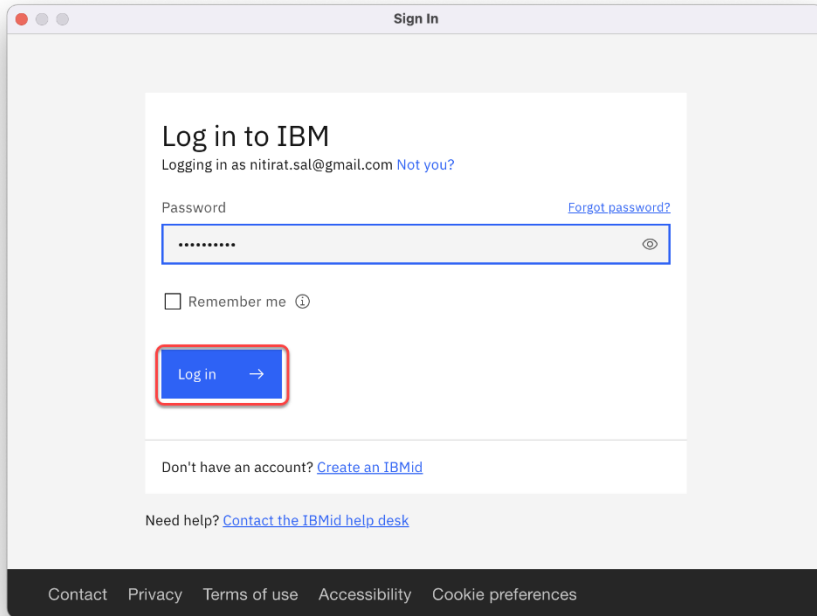 Sign In
Log in to IBM
Logging in as nitirat.sal@gmail.com Not you?
Password Forgot password?
••••••••••
Remember me
Log in →
Don't have an account? Create an IBMid
Need help? Contact the IBMid help desk
Contact Privacy Terms of use Accessibility Cookie preferences